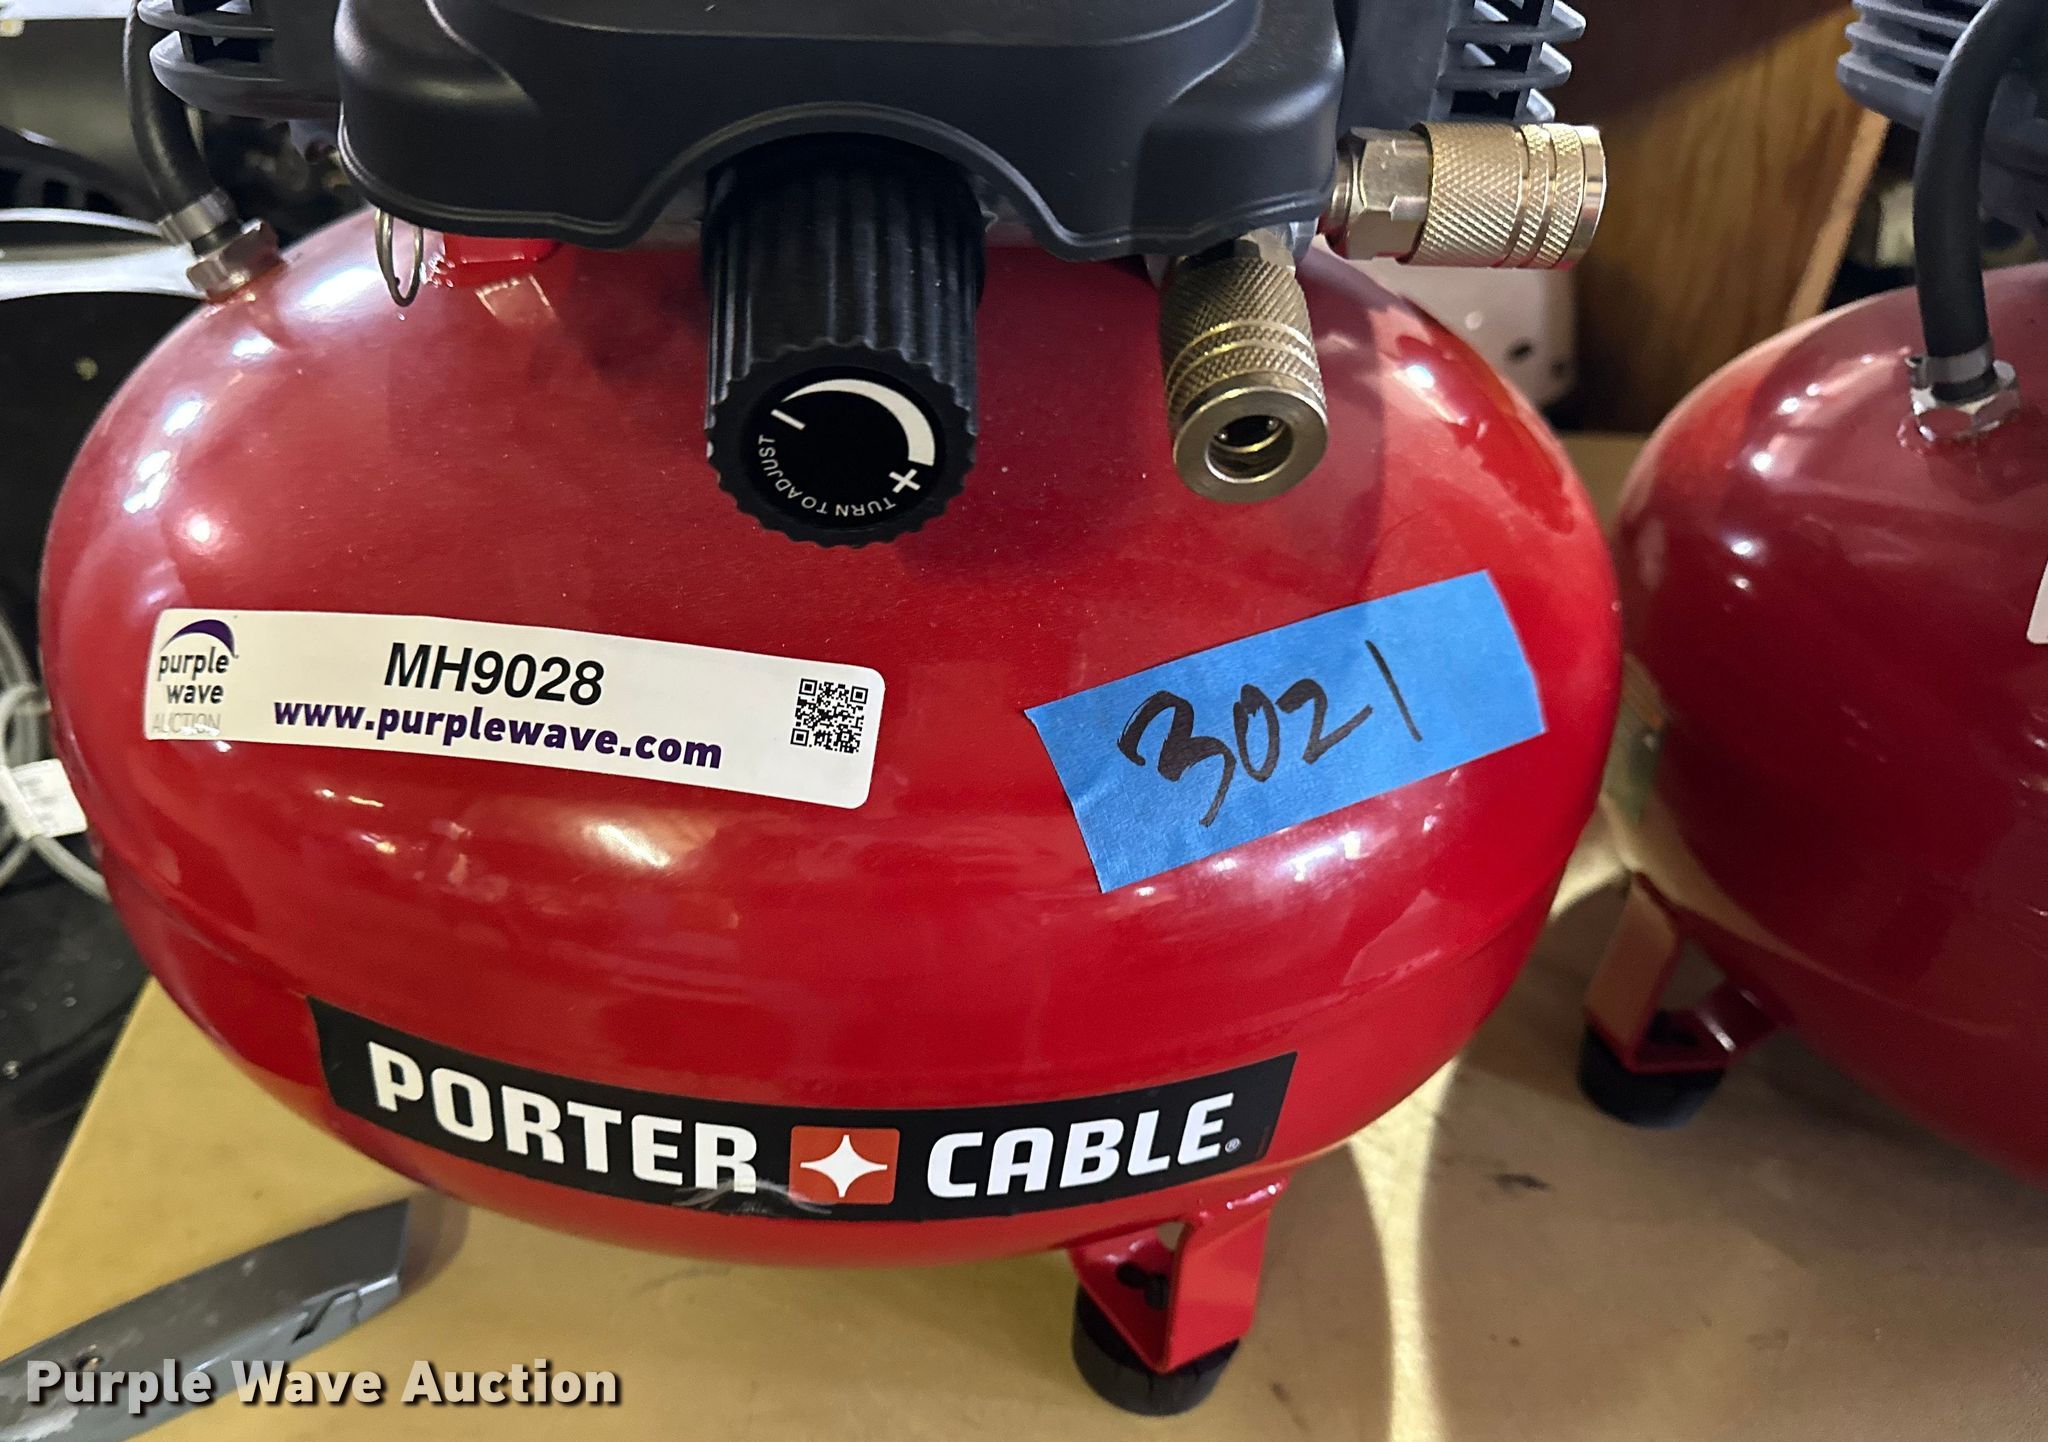 TURN TO ADJUST
purple
wave
AUCTION
MH9028
www.purplewave.com
3021
PORTER CABLE®
Purple Wave Auction